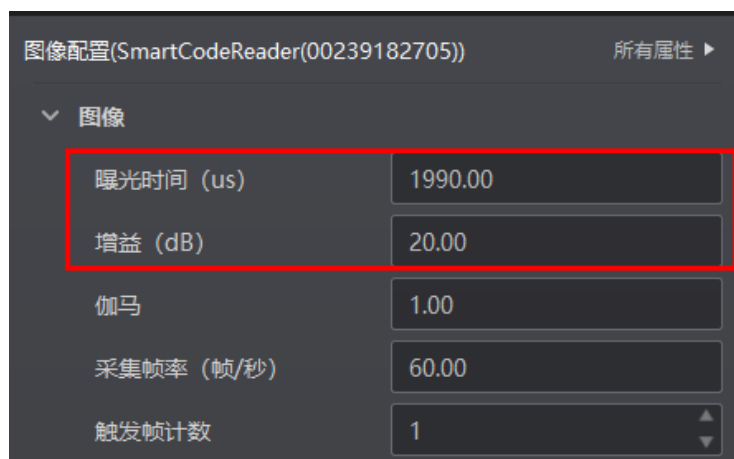 图像配置(SmartCodeReader(00239182705)) 所有属性
图像
曝光时间（us） 1990.00
增益（dB） 20.00
伽马 1.00
采集帧率（帧/秒） 60.00
触发帧计数 1